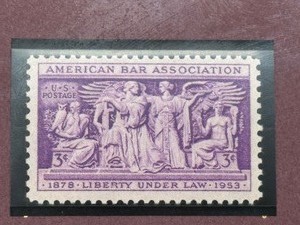 AMERICAN BAR ASSOCIATION
U·S·
POSTAGE
3¢ 3¢
1878 · LIBERTY UNDER LAW · 1953